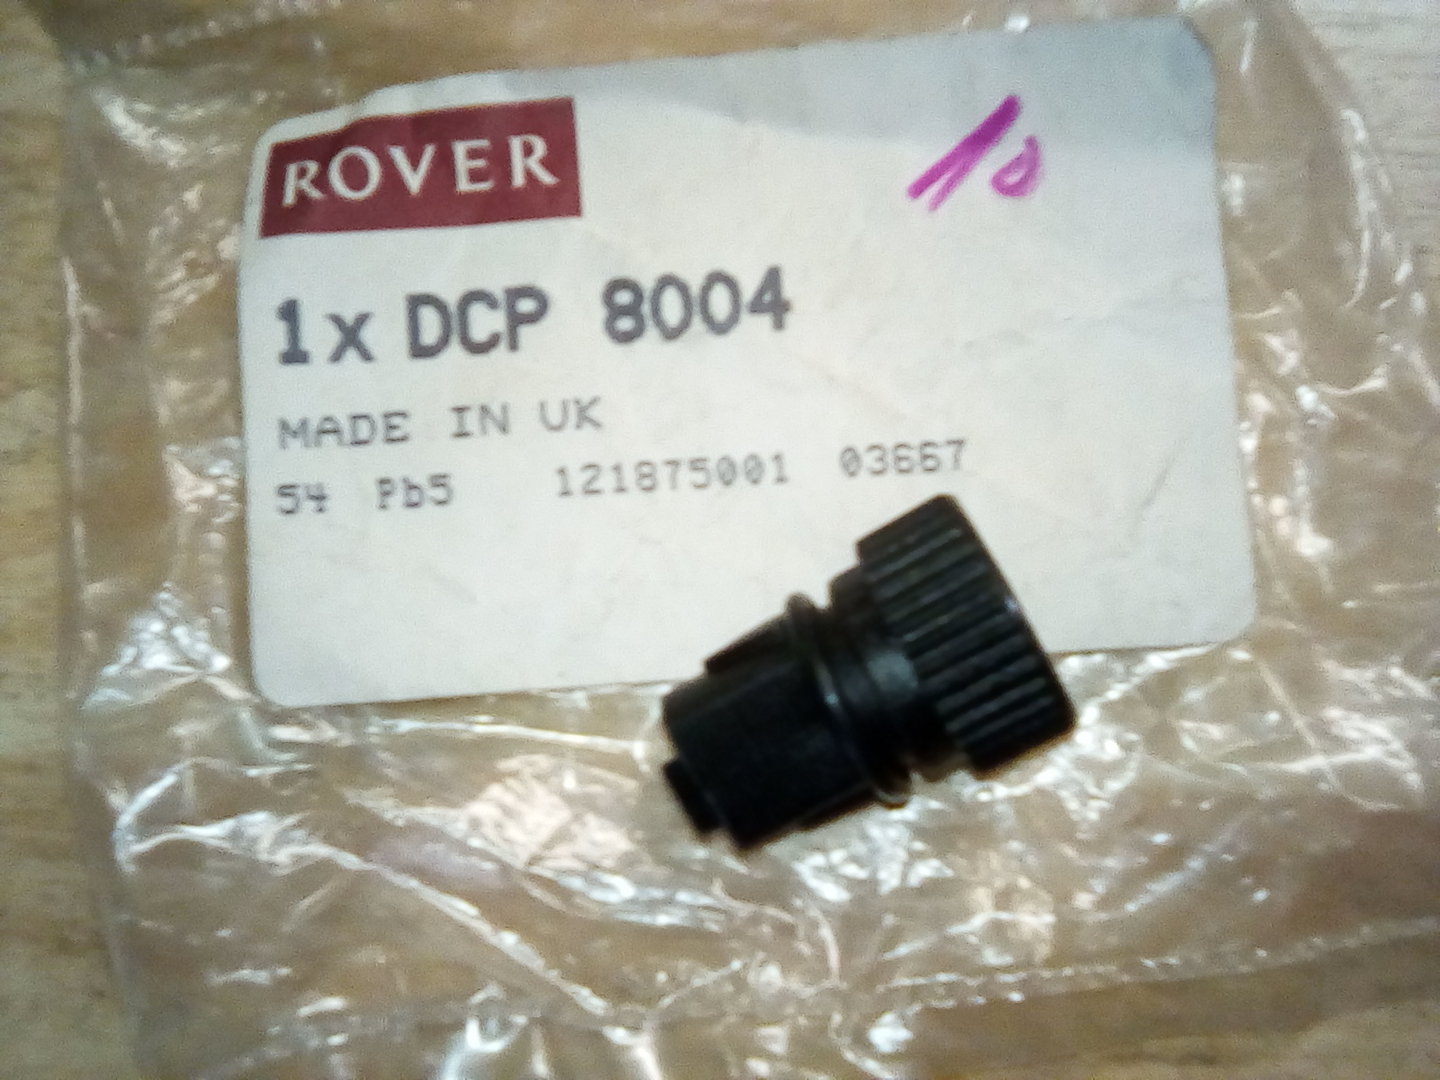 ROVER
10
1x DCP 8004
MADE IN UK
54 Pb5 121875001 03667